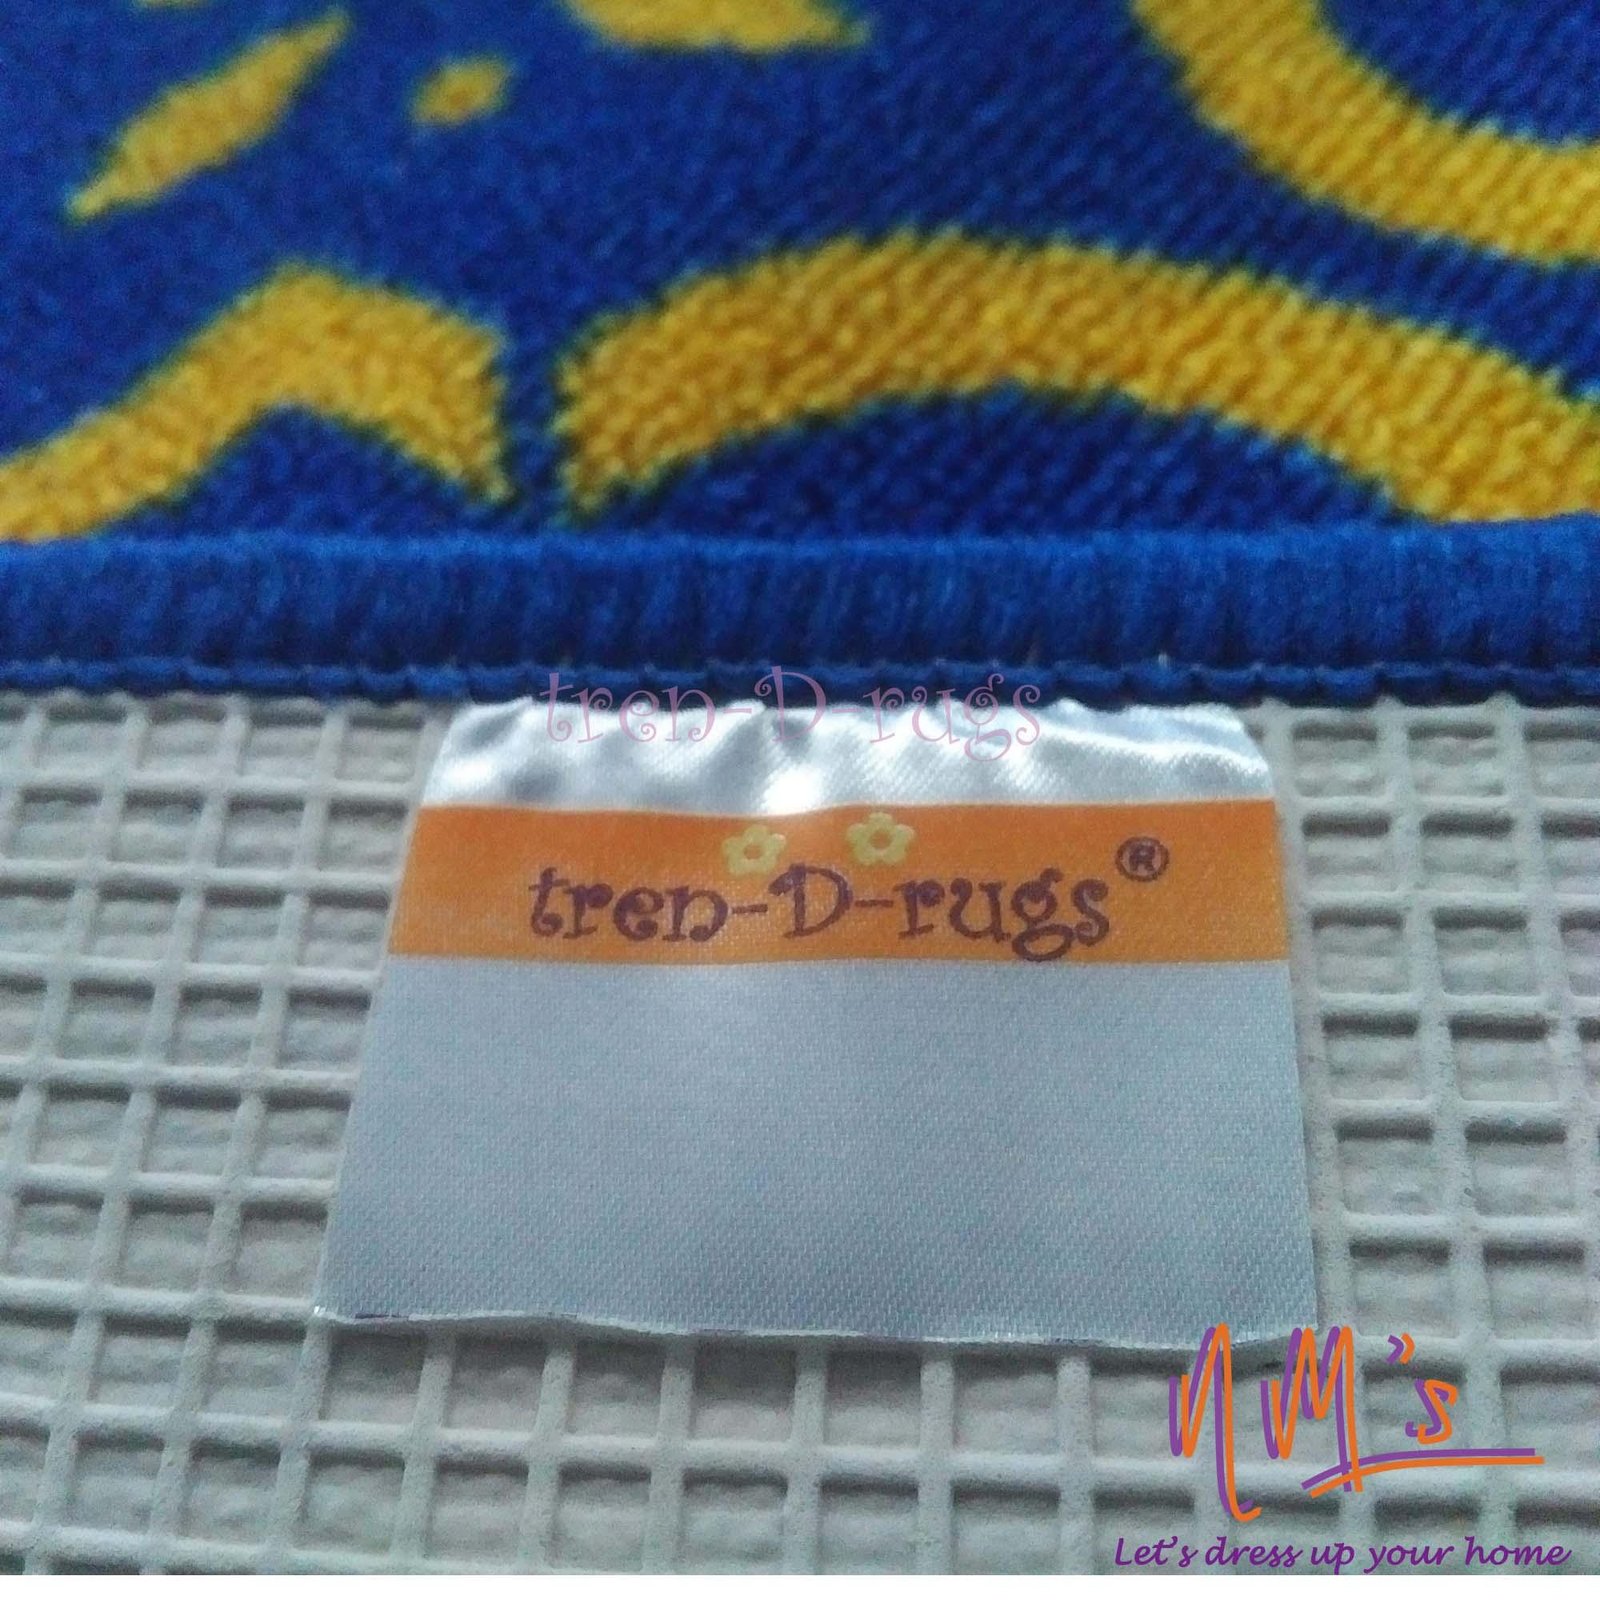 tren-D-rugs
tren-D-rugs®
NM's
Let's dress up your home